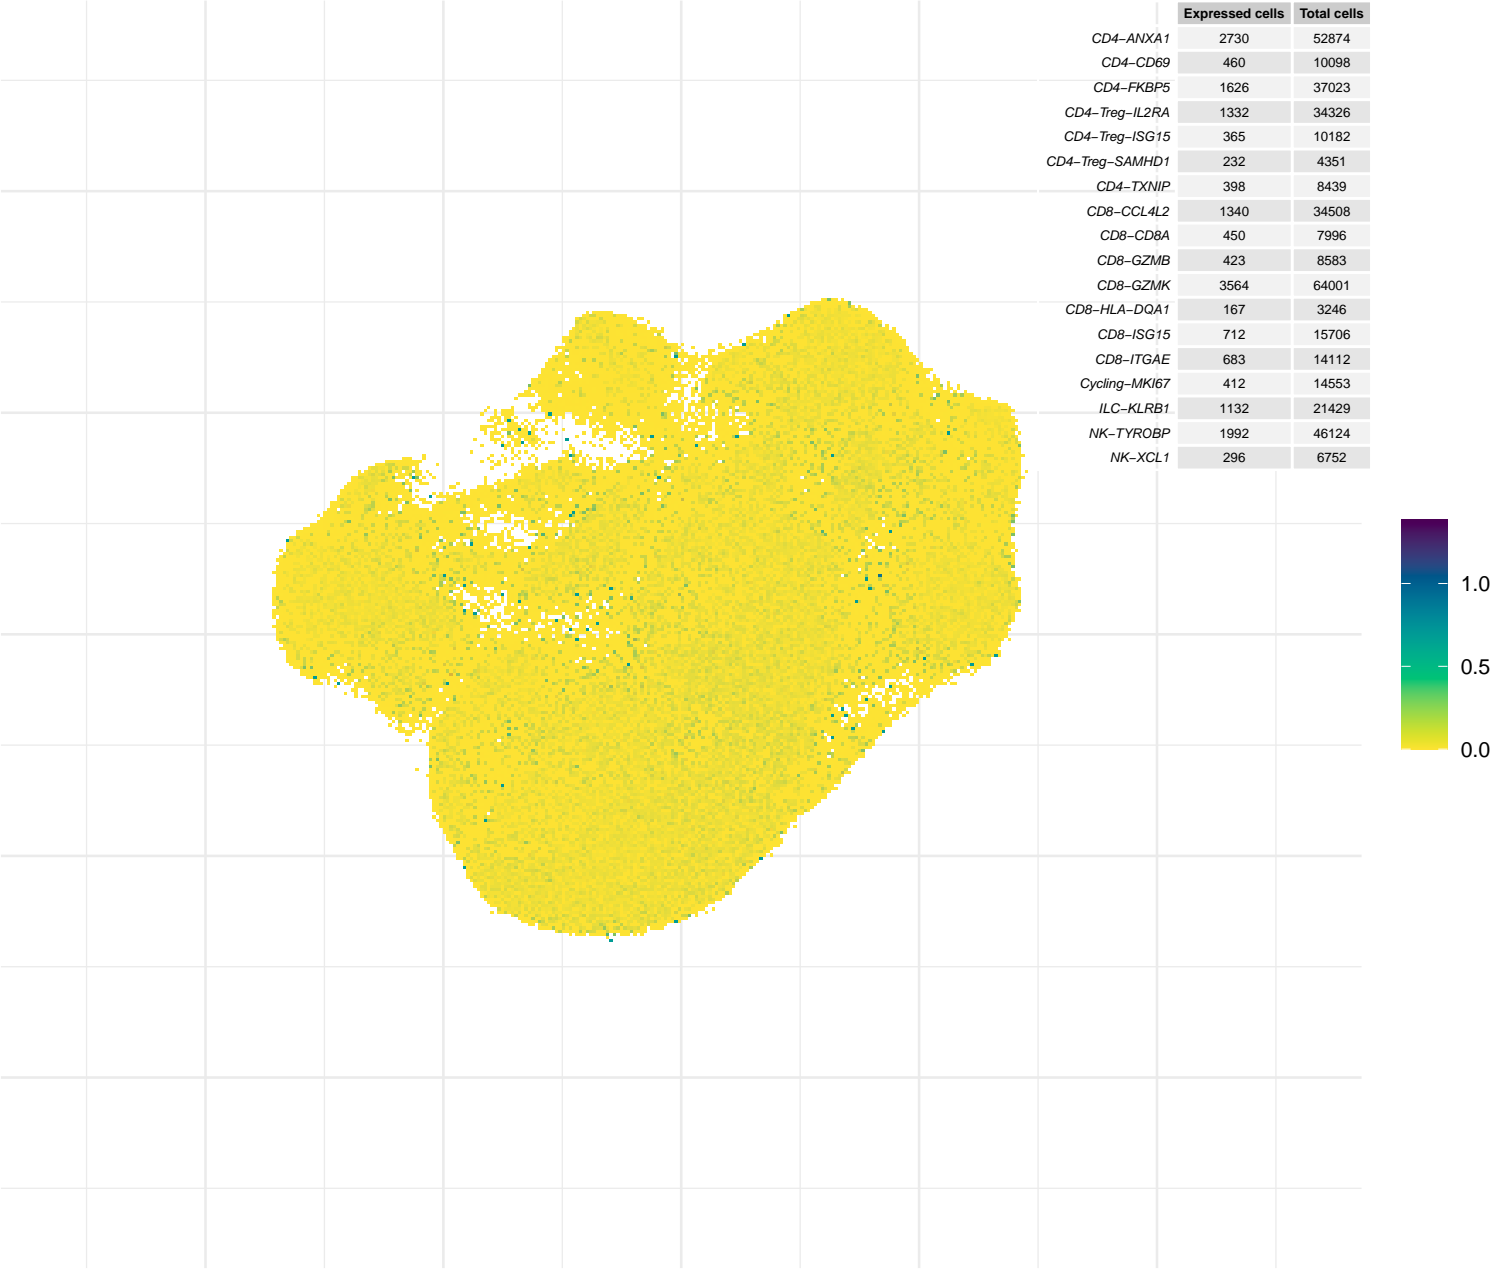 Expressed cells Total cells
CD4−ANXA1 2730 52874
CD4−CD69 460 10098
CD4−FKBP5 1626 37023
CD4−Treg−IL2RA 1332 34326
CD4−Treg−ISG15 365 10182
CD4−Treg−SAMHD1 232 4351
CD4−TXNIP 398 8439
CD8−CCL4L2 1340 34508
CD8−CD8A 450 7996
CD8−GZMB 423 8583
CD8−GZMK 3564 64001
CD8−HLA−DQA1 167 3246
CD8−ISG15 712 15706
CD8−ITGAE 683 14112
Cycling−MKI67 412 14553
ILC−KLRB1 1132 21429
NK−TYROBP 1992 46124
NK−XCL1 296 6752
1.0
0.5
0.0